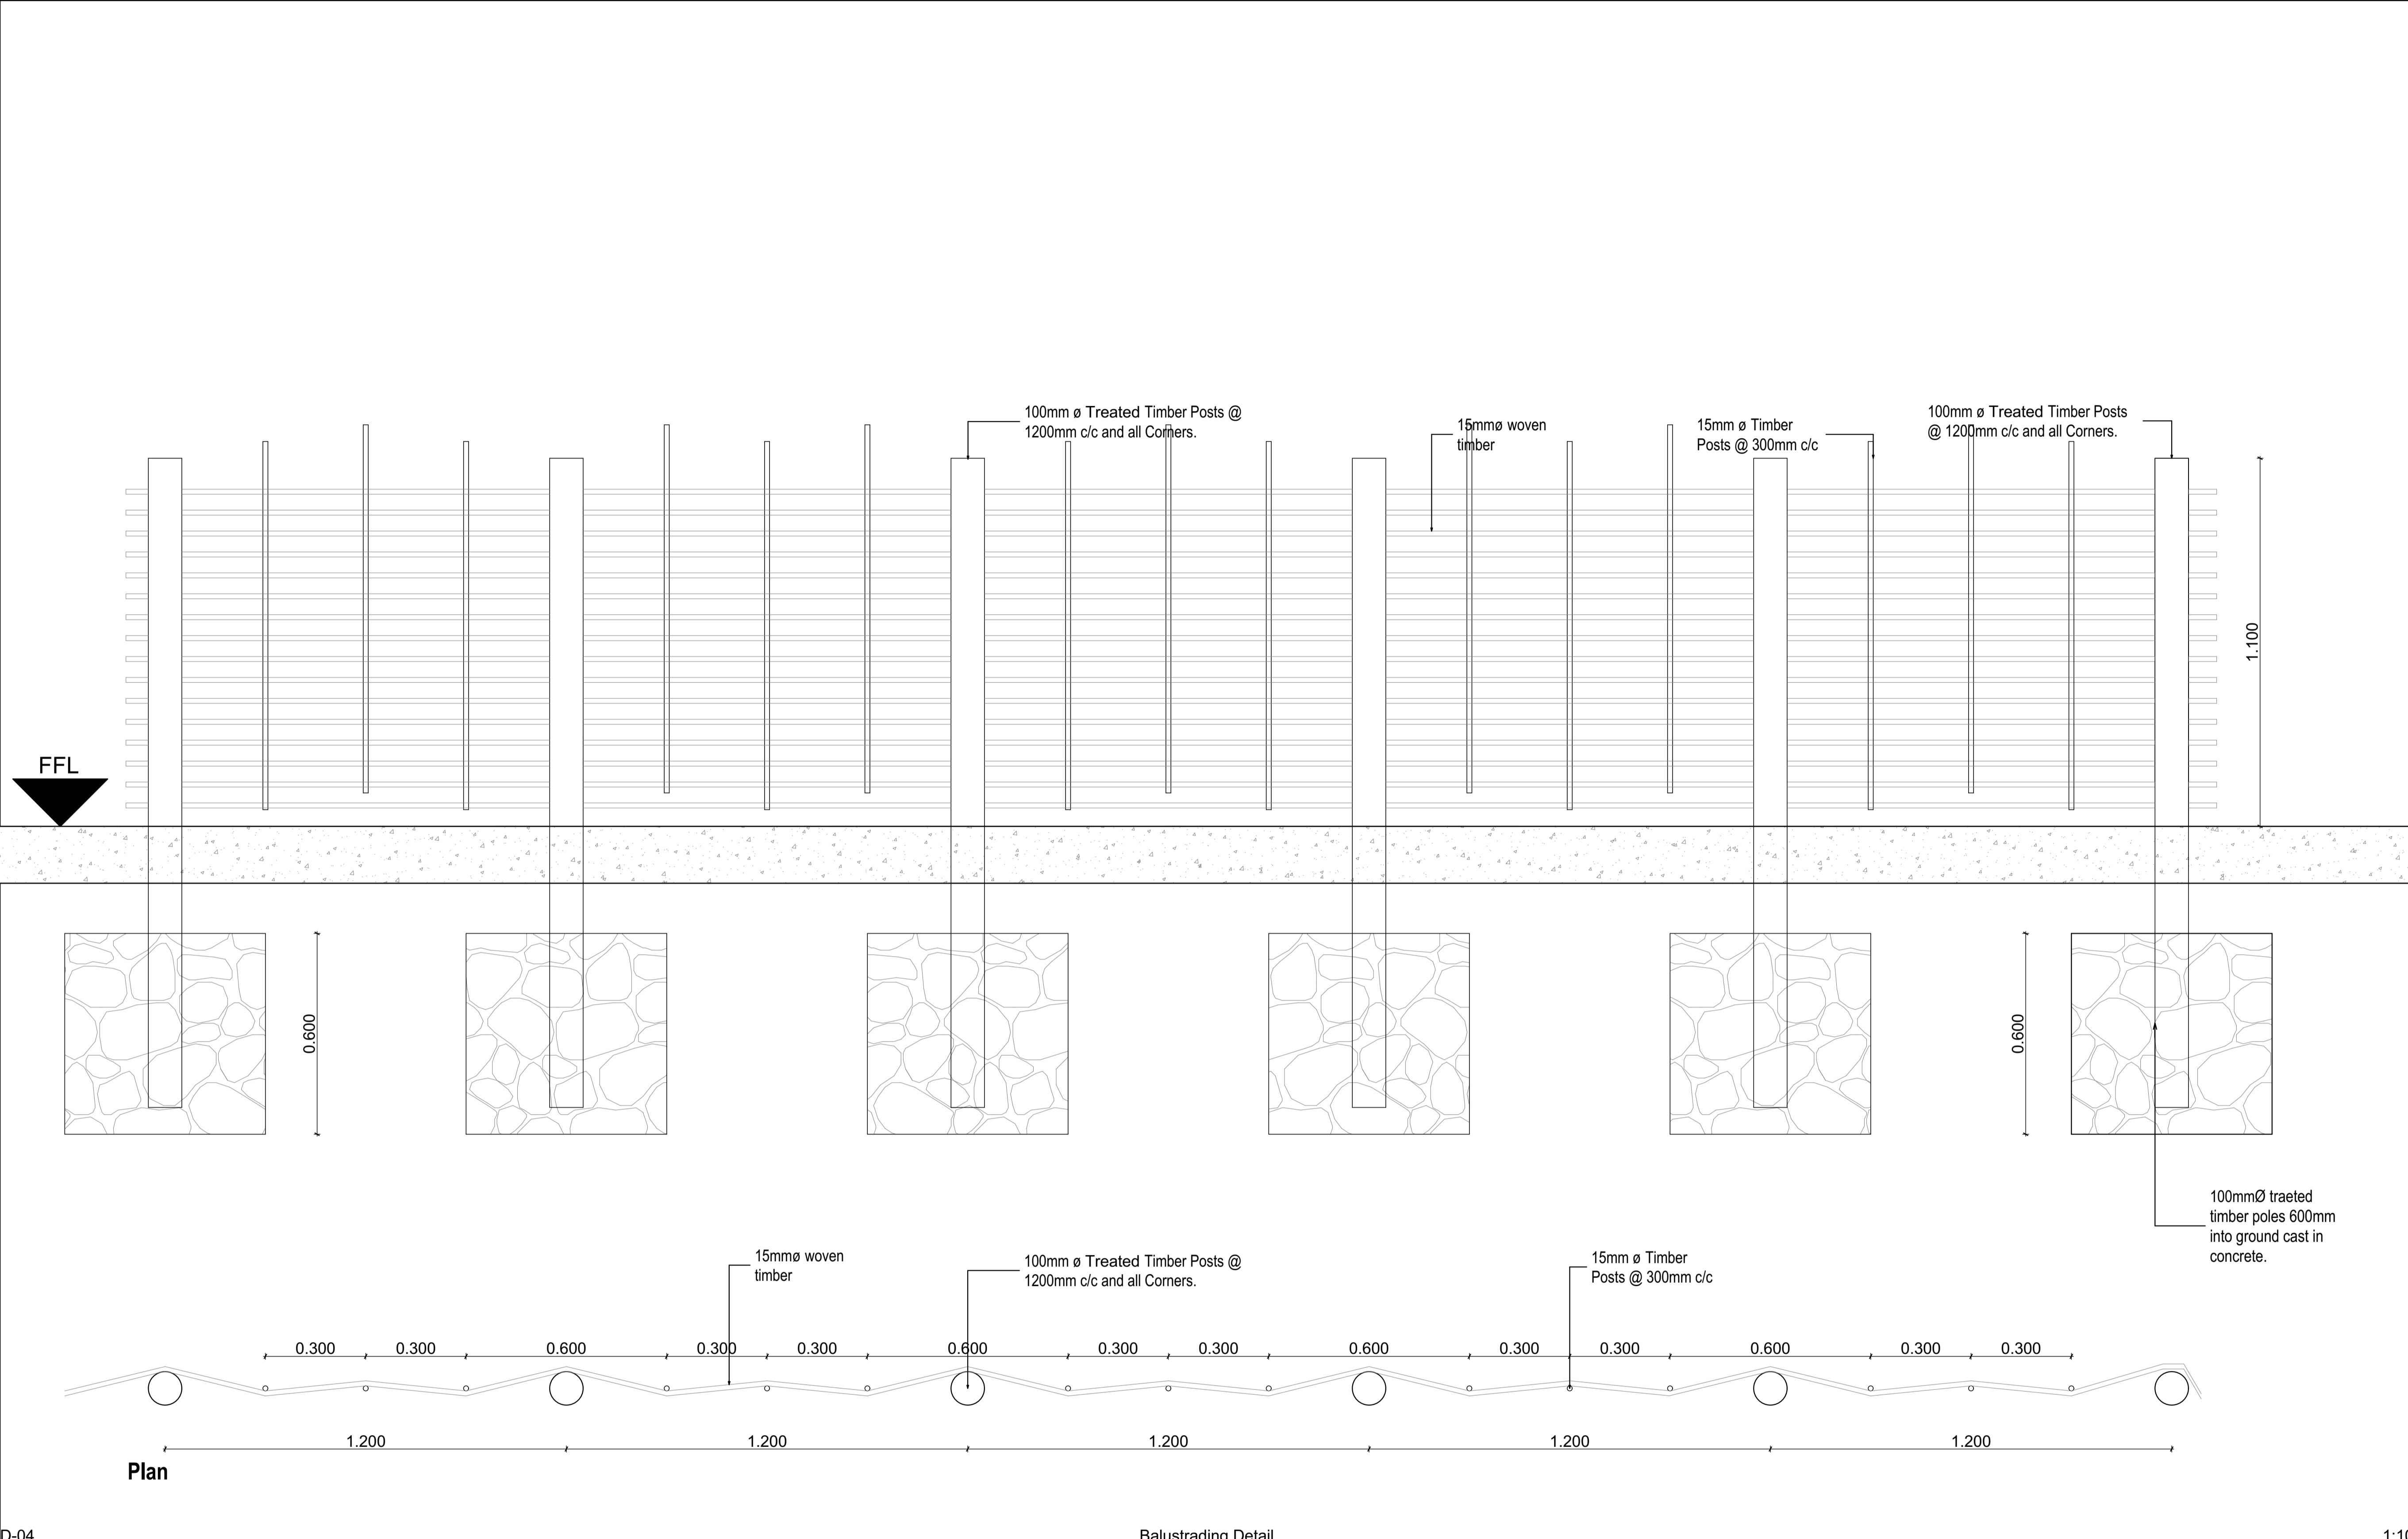 100mm ø Treated Timber Posts @
1200mm c/c and all Corners.
15mmø woven
timber
15mm ø Timber
Posts @ 300mm c/c
100mm ø Treated Timber Posts
@ 1200mm c/c and all Corners.
1.100
FFL
0.600
0.600
100mmØ traeted
timber poles 600mm
into ground cast in
concrete.
15mmø woven
timber
100mm ø Treated Timber Posts @
1200mm c/c and all Corners.
15mm ø Timber
Posts @ 300mm c/c
0.300 0.300 0.600 0.300 0.300 0.600 0.300 0.300 0.600 0.300 0.300 0.600 0.300 0.300
1.200 1.200 1.200 1.200 1.200
Plan
D-04 Balustrading Detail